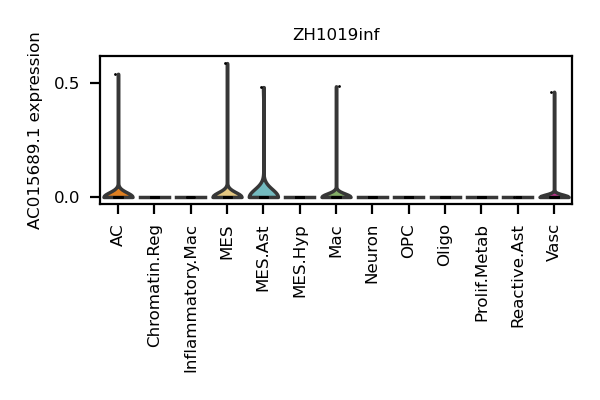 ZH1019inf
AC015689.1 expression
0.5
0.0
AC
Chromatin.Reg
Inflammatory.Mac
MES
MES.Ast
MES.Hyp
Mac
Neuron
OPC
Oligo
Prolif.Metab
Reactive.Ast
Vasc